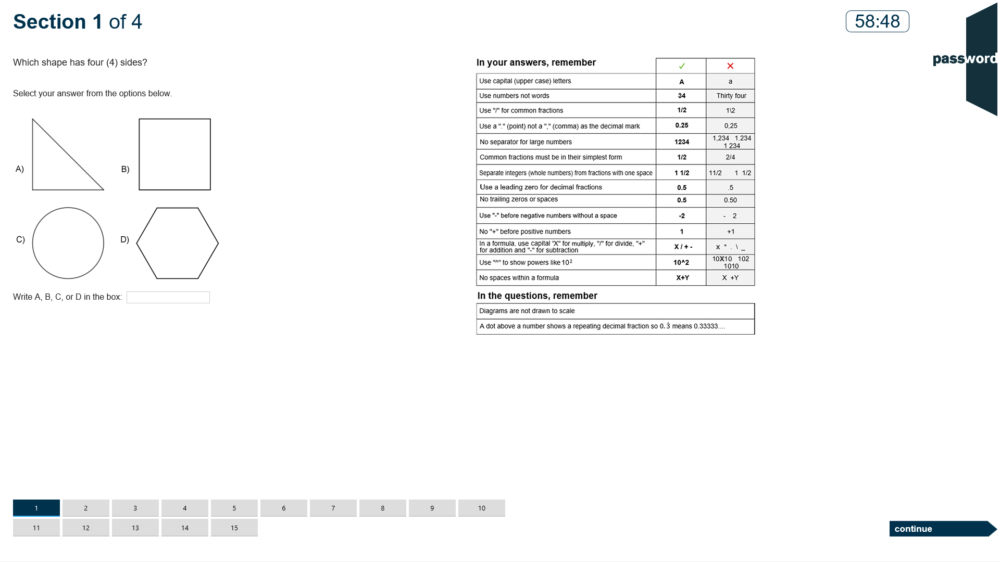 Section 1 of 4
58:48
password
Which shape has four (4) sides?
Select your answer from the options below.
A)
B)
C)
D)
Write A, B, C, or D in the box:
In your answers, remember ✓ ✕
Use capital (upper case) letters A a
Use numbers not words 34 Thirty four
Use "/" for common fractions 1/2 1\2
Use a "." (point) not a "," (comma) as the decimal mark 0.25 0,25
No separator for large numbers 1234 1,234 1.234
1 234
Common fractions must be in their simplest form 1/2 2/4
Separate integers (whole numbers) from fractions with one space 1 1/2 11/2 1  1/2
Use a leading zero for decimal fractions 0.5 .5
No trailing zeros or spaces 0.5 0.50
Use "-" before negative numbers without a space -2 -  2
No "+" before positive numbers 1 +1
In a formula, use capital "X" for multiply, "/" for divide, "+"
for addition and "-" for subtraction X / + - x * . \ _
Use "^" to show powers like 10² 10^2 10X10 102
1010
No spaces within a formula X+Y X +Y
In the questions, remember
Diagrams are not drawn to scale
A dot above a number shows a repeating decimal fraction so 0.3̇ means 0.33333....
1 2 3 4 5 6 7 8 9 10
11 12 13 14 15
continue